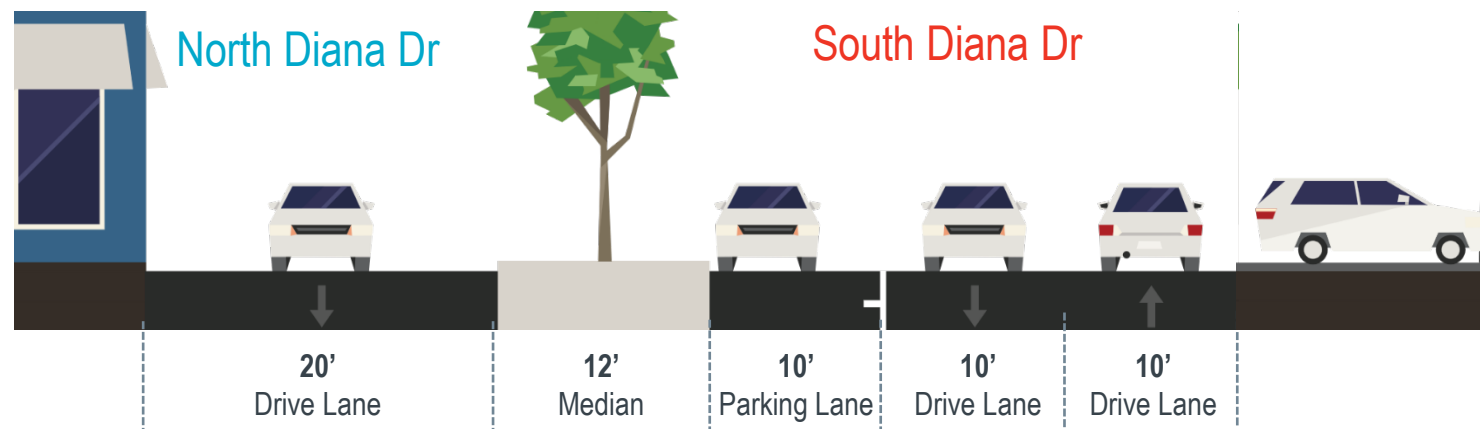 North Diana Dr
South Diana Dr
20’
Drive Lane
12’
Median
10’
Parking Lane
10’
Drive Lane
10’
Drive Lane